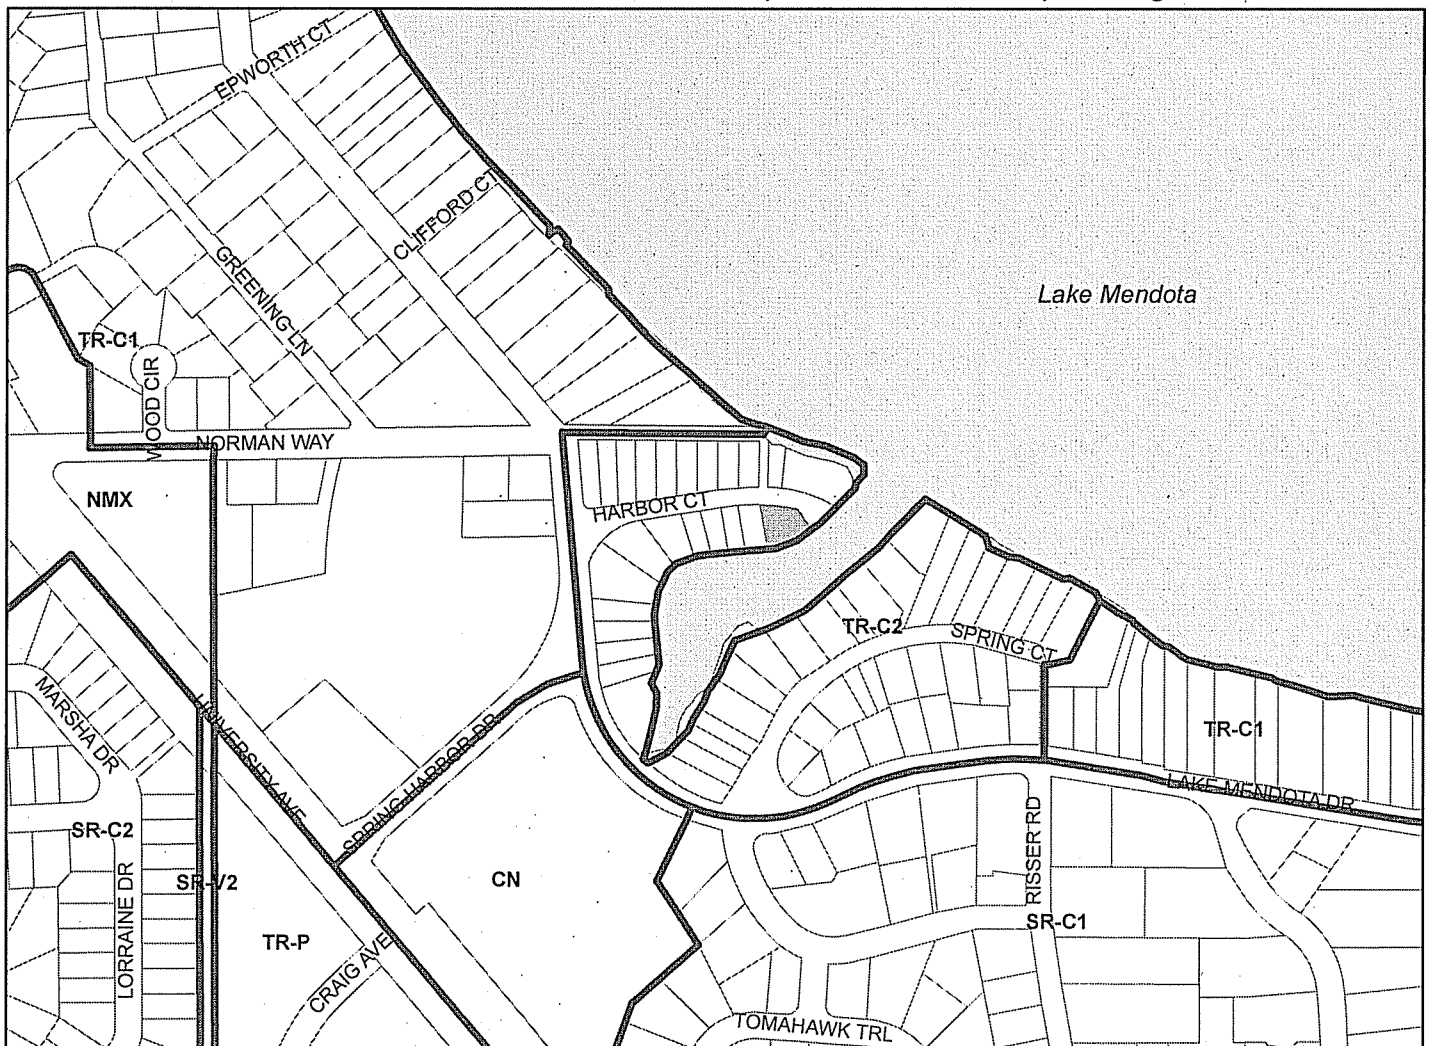 EPWORTH CT
CLIFFORD CT
GREENING LN
Lake Mendota
TR-C1
WOOD CIR
NORMAN WAY
NMX
HARBOR CT
TR-C2
SPRING CT
MARSHA DR
UNIVERSITY AVE
SPRING HARBOR DR
TR-C1
LAKE MENDOTA DR
SR-C2
RISSER RD
SR-V2
CN
LORRAINE DR
TR-P
SR-C1
CRAIG AVE
TOMAHAWK TRL